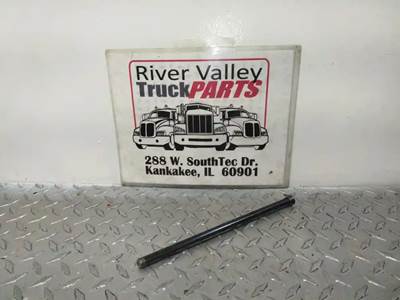 River Valley
TruckPARTS
288 W. SouthTec Dr.
Kankakee, IL 60901